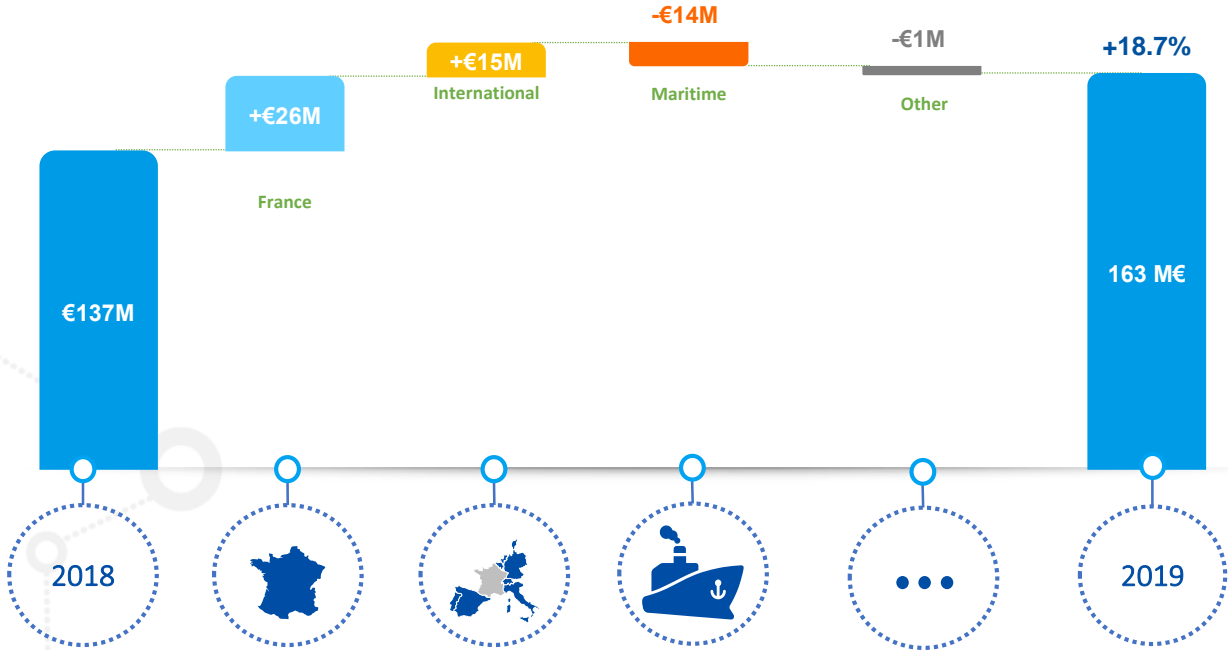 -€14M
-€1M
+18.7%
+€15M
International
Maritime
Other
+€26M
France
€137M
163 M€
2018
2019